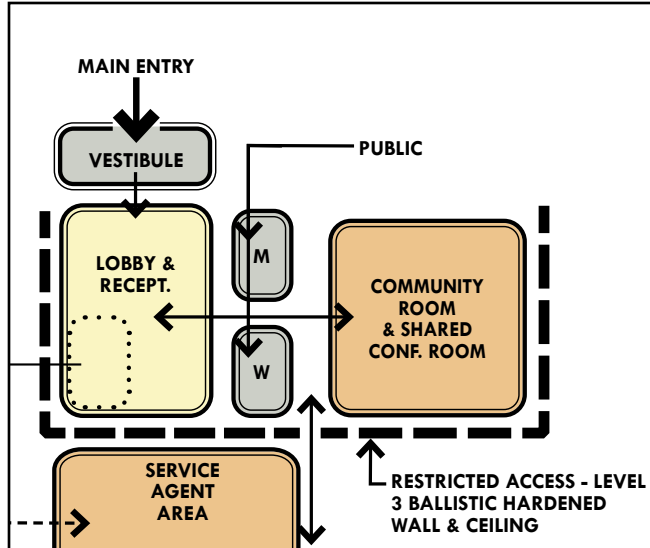 MAIN ENTRY
VESTIBULE
PUBLIC
LOBBY &
RECEPT.
M
COMMUNITY
ROOM
& SHARED
CONF. ROOM
W
SERVICE
AGENT
AREA
RESTRICTED ACCESS - LEVEL
3 BALLISTIC HARDENED
WALL & CEILING